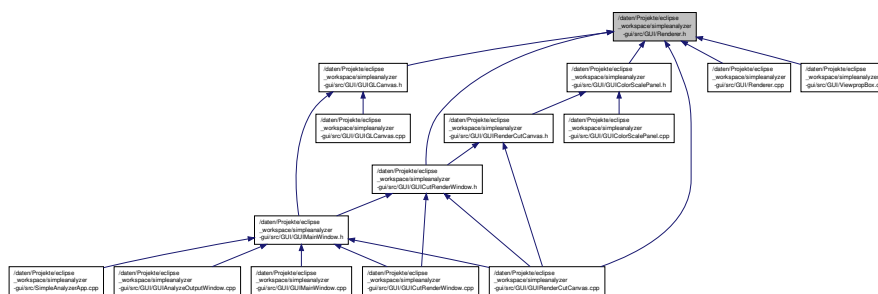 /daten/Projekte/eclipse
_workspace/simpleanalyzer
-gui/src/GUI/Renderer.h
/daten/Projekte/eclipse
_workspace/simpleanalyzer
-gui/src/GUI/GUIGLCanvas.h
/daten/Projekte/eclipse
_workspace/simpleanalyzer
-gui/src/GUI/GUIColorScalePanel.h
/daten/Projekte/eclipse
_workspace/simpleanalyzer
-gui/src/GUI/Renderer.cpp
/daten/Projekte/eclipse
_workspace/simpleanalyzer
-gui/src/GUI/ViewpropBox.c
/daten/Projekte/eclipse
_workspace/simpleanalyzer
-gui/src/GUI/GUIGLCanvas.cpp
/daten/Projekte/eclipse
_workspace/simpleanalyzer
-gui/src/GUI/GUIRenderCutCanvas.h
/daten/Projekte/eclipse
_workspace/simpleanalyzer
-gui/src/GUI/GUIColorScalePanel.cpp
/daten/Projekte/eclipse
_workspace/simpleanalyzer
-gui/src/GUI/GUICutRenderWindow.h
/daten/Projekte/eclipse
_workspace/simpleanalyzer
-gui/src/GUI/GUIMainWindow.h
/daten/Projekte/eclipse
_workspace/simpleanalyzer
-gui/src/SimpleAnalyzerApp.cpp
/daten/Projekte/eclipse
_workspace/simpleanalyzer
-gui/src/GUI/GUIAnalyzeOutputWindow.cpp
/daten/Projekte/eclipse
_workspace/simpleanalyzer
-gui/src/GUI/GUIMainWindow.cpp
/daten/Projekte/eclipse
_workspace/simpleanalyzer
-gui/src/GUI/GUICutRenderWindow.cpp
/daten/Projekte/eclipse
_workspace/simpleanalyzer
-gui/src/GUI/GUIRenderCutCanvas.cpp